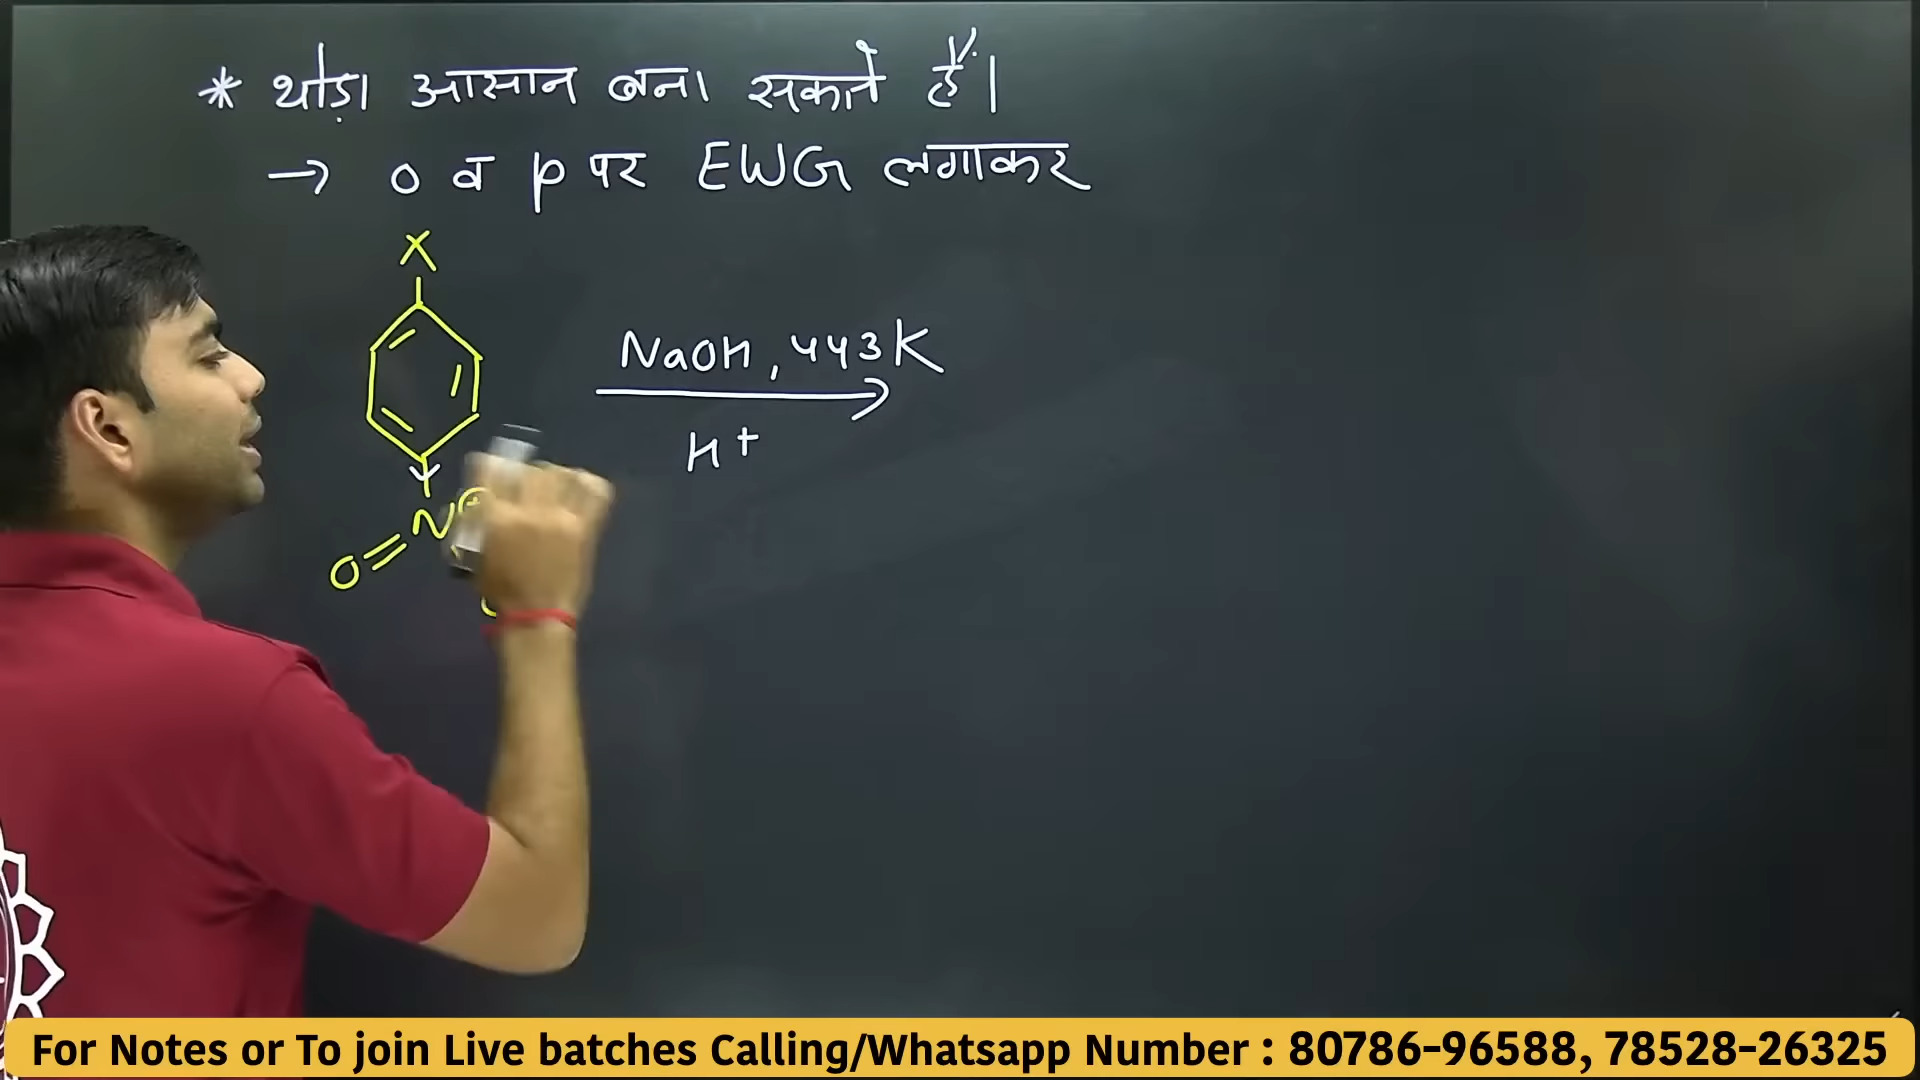 * थोड़ा आसान बना सकते हैं।
→ o व p पर EWG लगाकर
X
NaOH, 443K
H+
N+
O
For Notes or To join Live batches Calling/Whatsapp Number : 80786-96588, 78528-26325